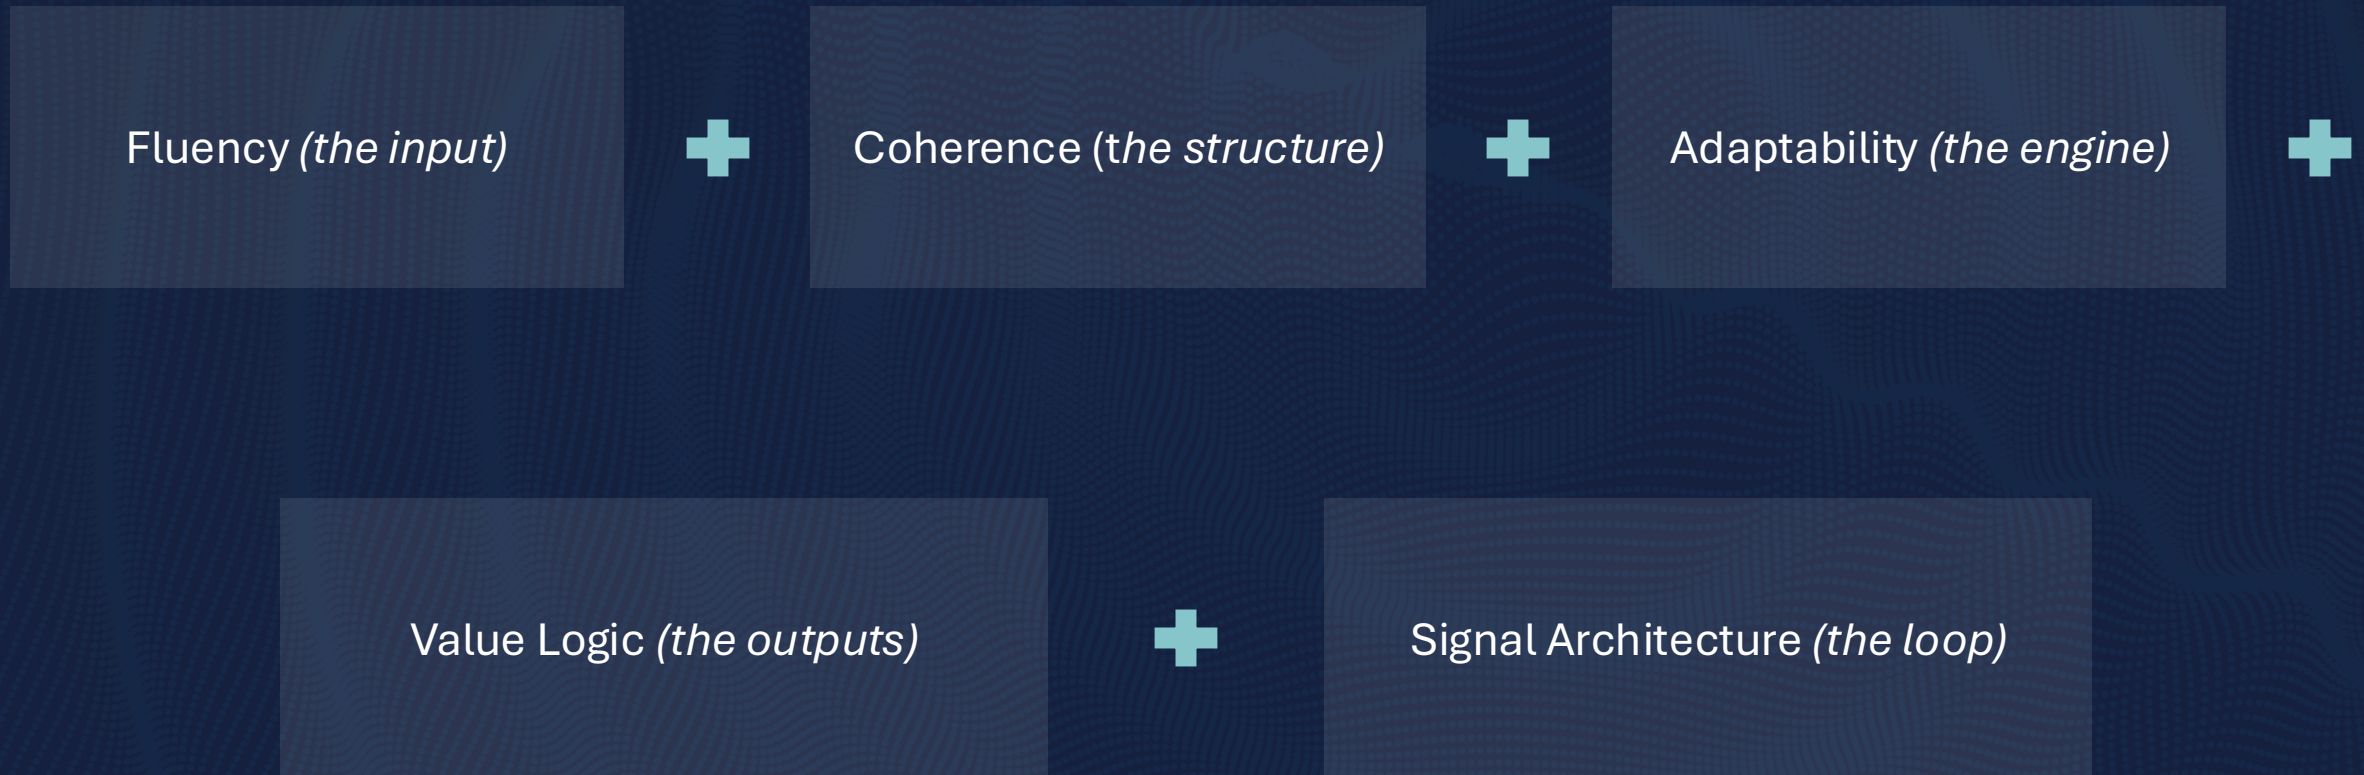 Fluency (the input)
Coherence (the structure)
Adaptability (the engine)
Value Logic (the outputs)
Signal Architecture (the loop)